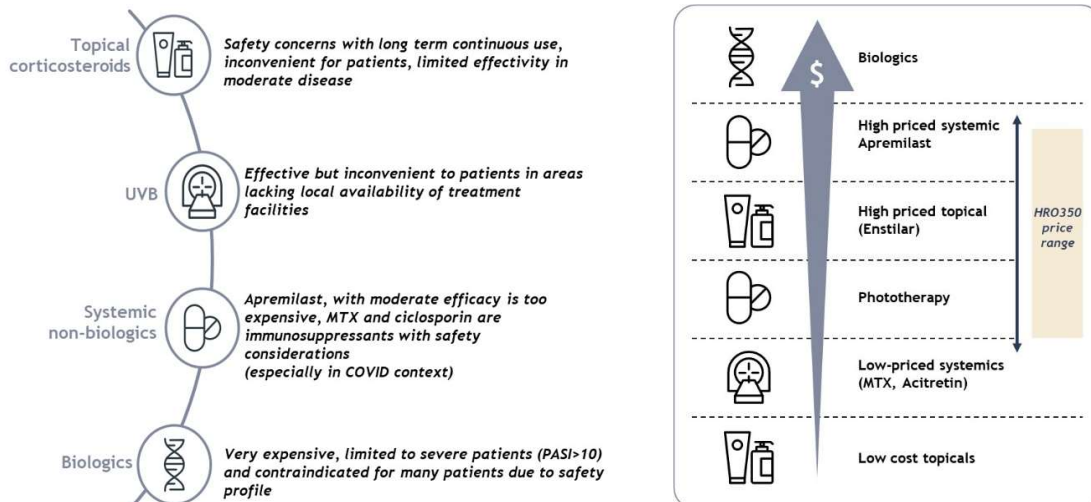 Topical
corticosteroids
Safety concerns with long term continuous use,
inconvenient for patients, limited effectivity in
moderate disease
UVB
Effective but inconvenient to patients in areas
lacking local availability of treatment
facilities
Systemic
non-biologics
Apremilast, with moderate efficacy is too
expensive, MTX and ciclosporin are
immunosuppressants with safety
considerations
(especially in COVID context)
Biologics
Very expensive, limited to severe patients (PASI>10)
and contraindicated for many patients due to safety
profile
$
Biologics
High priced systemic
Apremilast
High priced topical
(Enstilar)
Phototherapy
Low-priced systemics
(MTX, Acitretin)
Low cost topicals
HRO350
price
range